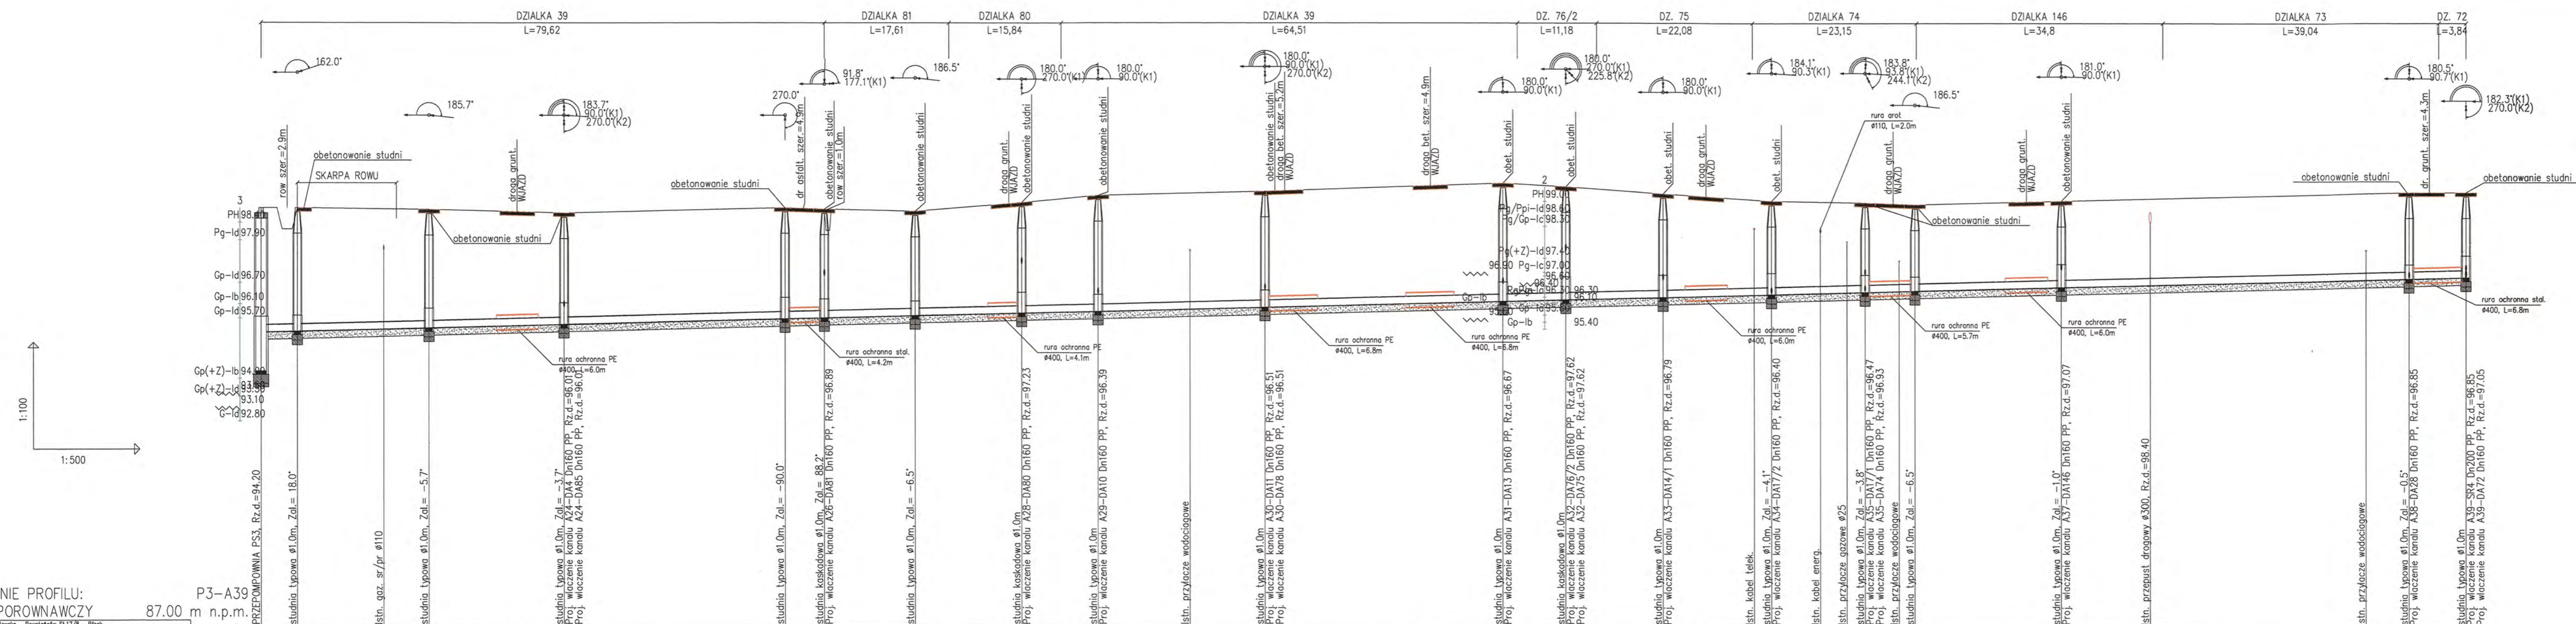 DZIALKA 39
DZIALKA 81
DZIALKA 80
DZIALKA 39
DZ. 76/2
DZ. 75
DZIALKA 74
DZIALKA 146
DZIALKA 73
DZ. 72
L=79,62
L=17,61
L=15,84
L=64,51
L=11,18
L=22,08
L=23,15
L=34,8
L=39,04
L=3,84
162.0°
185.7°
183.7°
90.0°(K1)
270.0°(K2)
270.0°
91.8°
177.1°(K1)
186.5°
180.0°
270.0°(K1)
180.0°
90.0°(K1)
180.0°
90.0°(K1)
270.0°(K2)
180.0°
90.0°(K1)
180.0°
270.0°(K1)
225.8°(K2)
180.0°
90.0°(K1)
184.1°
90.3°(K1)
183.8°
93.8°(K1)
244.1°(K2)
186.5°
181.0°
90.0°(K1)
180.5°
90.7°(K1)
182.3°(K1)
270.0°(K2)
row szer.=2.9m
obetonowanie studni
SKARPA ROWU
droga grunt.
WJAZD
obetonowanie studni
obetonowanie studni
dr asfalt. szer.=4.9m
obetonowanie studni
row szer.=1.0m
obetonowanie studni
droga grunt.
WJAZD
obetonowanie studni
obetonowanie studni
obetonowanie studni
droga bet. szer.=5.2m
WJAZD
droga bet. szer.=4.9m
WJAZD
obet. studni
obet. studni
obet. studni
droga grunt.
WJAZD
obet. studni
rura arot
ø110, L=2.0m
droga grunt.
WJAZD
obetonowanie studni
droga grunt.
WJAZD
obetonowanie studni
obetonowanie studni
dr. grunt. szer.=4.3m
obetonowanie studni
3
Pg-Id 97.90
Gp-Id 96.70
Gp-Ib 96.10
Gp-Id 95.70
93.10
G-Id 92.80
2
PH 99.00
Pg/Gp-Ic 98.30
Pg(+Z)-Id 97.40
96.90 Pg-Ic 97.00
96.60
96.40
96.30
96.10
Gp-Ib
Gp-Ib
95.40
rura ochronna PE
ø400, L=6.0m
rura ochronna stal.
ø400, L=4.2m
rura ochronna PE
ø400, L=4.1m
rura ochronna PE
ø400, L=6.8m
rura ochronna PE
ø400, L=6.8m
rura ochronna PE
ø400, L=6.0m
rura ochronna PE
ø400, L=5.7m
rura ochronna PE
ø400, L=6.0m
rura ochronna stal.
ø400, L=6.8m
1:100
1:500
PRZEPOMPOWNIA PS3, Rz.d.=94.20
studnia typowa ø1.0m, Zal.= 18.0°
Istn. gaz. sr/pr ø110
studnia typowa ø1.0m, Zal.= -5.7°
studnia typowa ø1.0m, Zal.= -3.7°
Proj. wlaczenie kanalu A24-DA4 Dn160 PP, Rz.d.=96.01
Proj. wlaczenie kanalu A24-DA85 Dn160 PP, Rz.d.=96.01
studnia typowa ø1.0m, Zal.= -90.0°
studnia kaskadowa ø1.0m, Zal.= 88.2°
Proj. wlaczenie kanalu A26-DA81 Dn160 PP, Rz.d.=96.89
studnia typowa ø1.0m, Zal.= -6.5°
studnia kaskadowa ø1.0m
Proj. wlaczenie kanalu A28-DA80 Dn160 PP, Rz.d.=97.23
studnia typowa ø1.0m
Proj. wlaczenie kanalu A29-DA10 Dn160 PP, Rz.d.=96.39
Istn. przylacze wodociagowe
studnia typowa ø1.0m
Proj. wlaczenie kanalu A30-DA11 Dn160 PP, Rz.d.=96.51
Proj. wlaczenie kanalu A30-DA78 Dn160 PP, Rz.d.=96.51
studnia typowa ø1.0m
Proj. wlaczenie kanalu A31-DA13 Dn160 PP, Rz.d.=96.67
studnia kaskadowa ø1.0m
Proj. wlaczenie kanalu A32-DA76/2 Dn160 PP, Rz.d.=97.62
Proj. wlaczenie kanalu A32-DA75 Dn160 PP, Rz.d.=97.62
studnia typowa ø1.0m
Proj. wlaczenie kanalu A33-DA14/1 Dn160 PP, Rz.d.=96.79
Istn. kabel telek.
studnia typowa ø1.0m, Zal.= -4.1°
Proj. wlaczenie kanalu A34-DA17/2 Dn160 PP, Rz.d.=96.40
Istn. kabel energ.
Istn. przylacze gazowe ø25
studnia typowa ø1.0m, Zal.= -3.8°
Proj. wlaczenie kanalu A35-DA17/1 Dn160 PP, Rz.d.=96.47
Proj. wlaczenie kanalu A35-DA74 Dn160 PP, Rz.d.=96.93
Istn. przylacze wodociagowe
studnia typowa ø1.0m, Zal.= -6.5°
studnia typowa ø1.0m, Zal.= -1.0°
Proj. wlaczenie kanalu A37-DA146 Dn160 PP, Rz.d.=97.07
Istn. przepust drogowy ø300, Rz.d.=98.40
Istn. przylacze wodociagowe
studnia typowa ø1.0m, Zal.= -0.5°
Proj. wlaczenie kanalu A38-DA28 Dn160 PP, Rz.d.=96.85
studnia typowa ø1.0m
Proj. wlaczenie kanalu A39-SR4 Dn200 PP, Rz.d.=96.85
Proj. wlaczenie kanalu A39-DA72 Dn160 PP, Rz.d.=97.05
NIE PROFILU: P3-A39
POROWNAWCZY 87.00 m n.p.m.